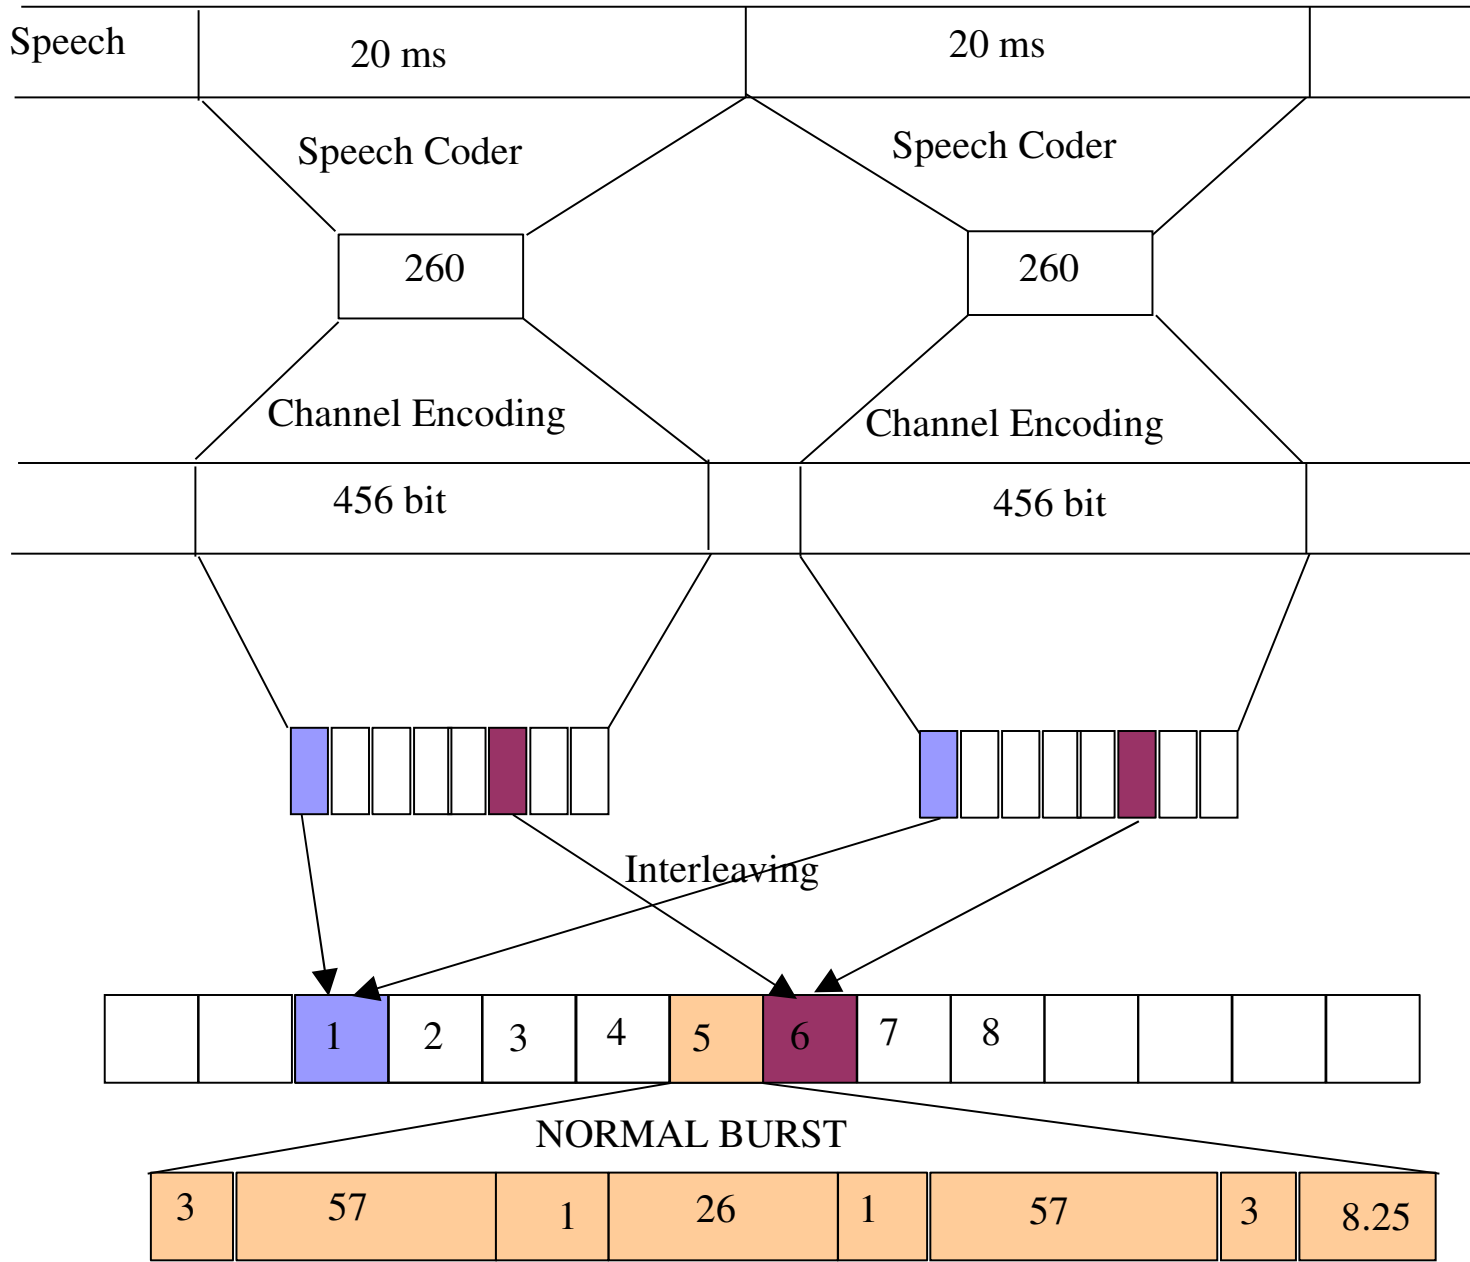 Speech
20 ms
20 ms
Speech Coder
Speech Coder
260
260
Channel Encoding
Channel Encoding
456 bit
456 bit
Interleaving
1 2 3 4 5 6 7 8
NORMAL BURST
3 57 1 26 1 57 3 8.25